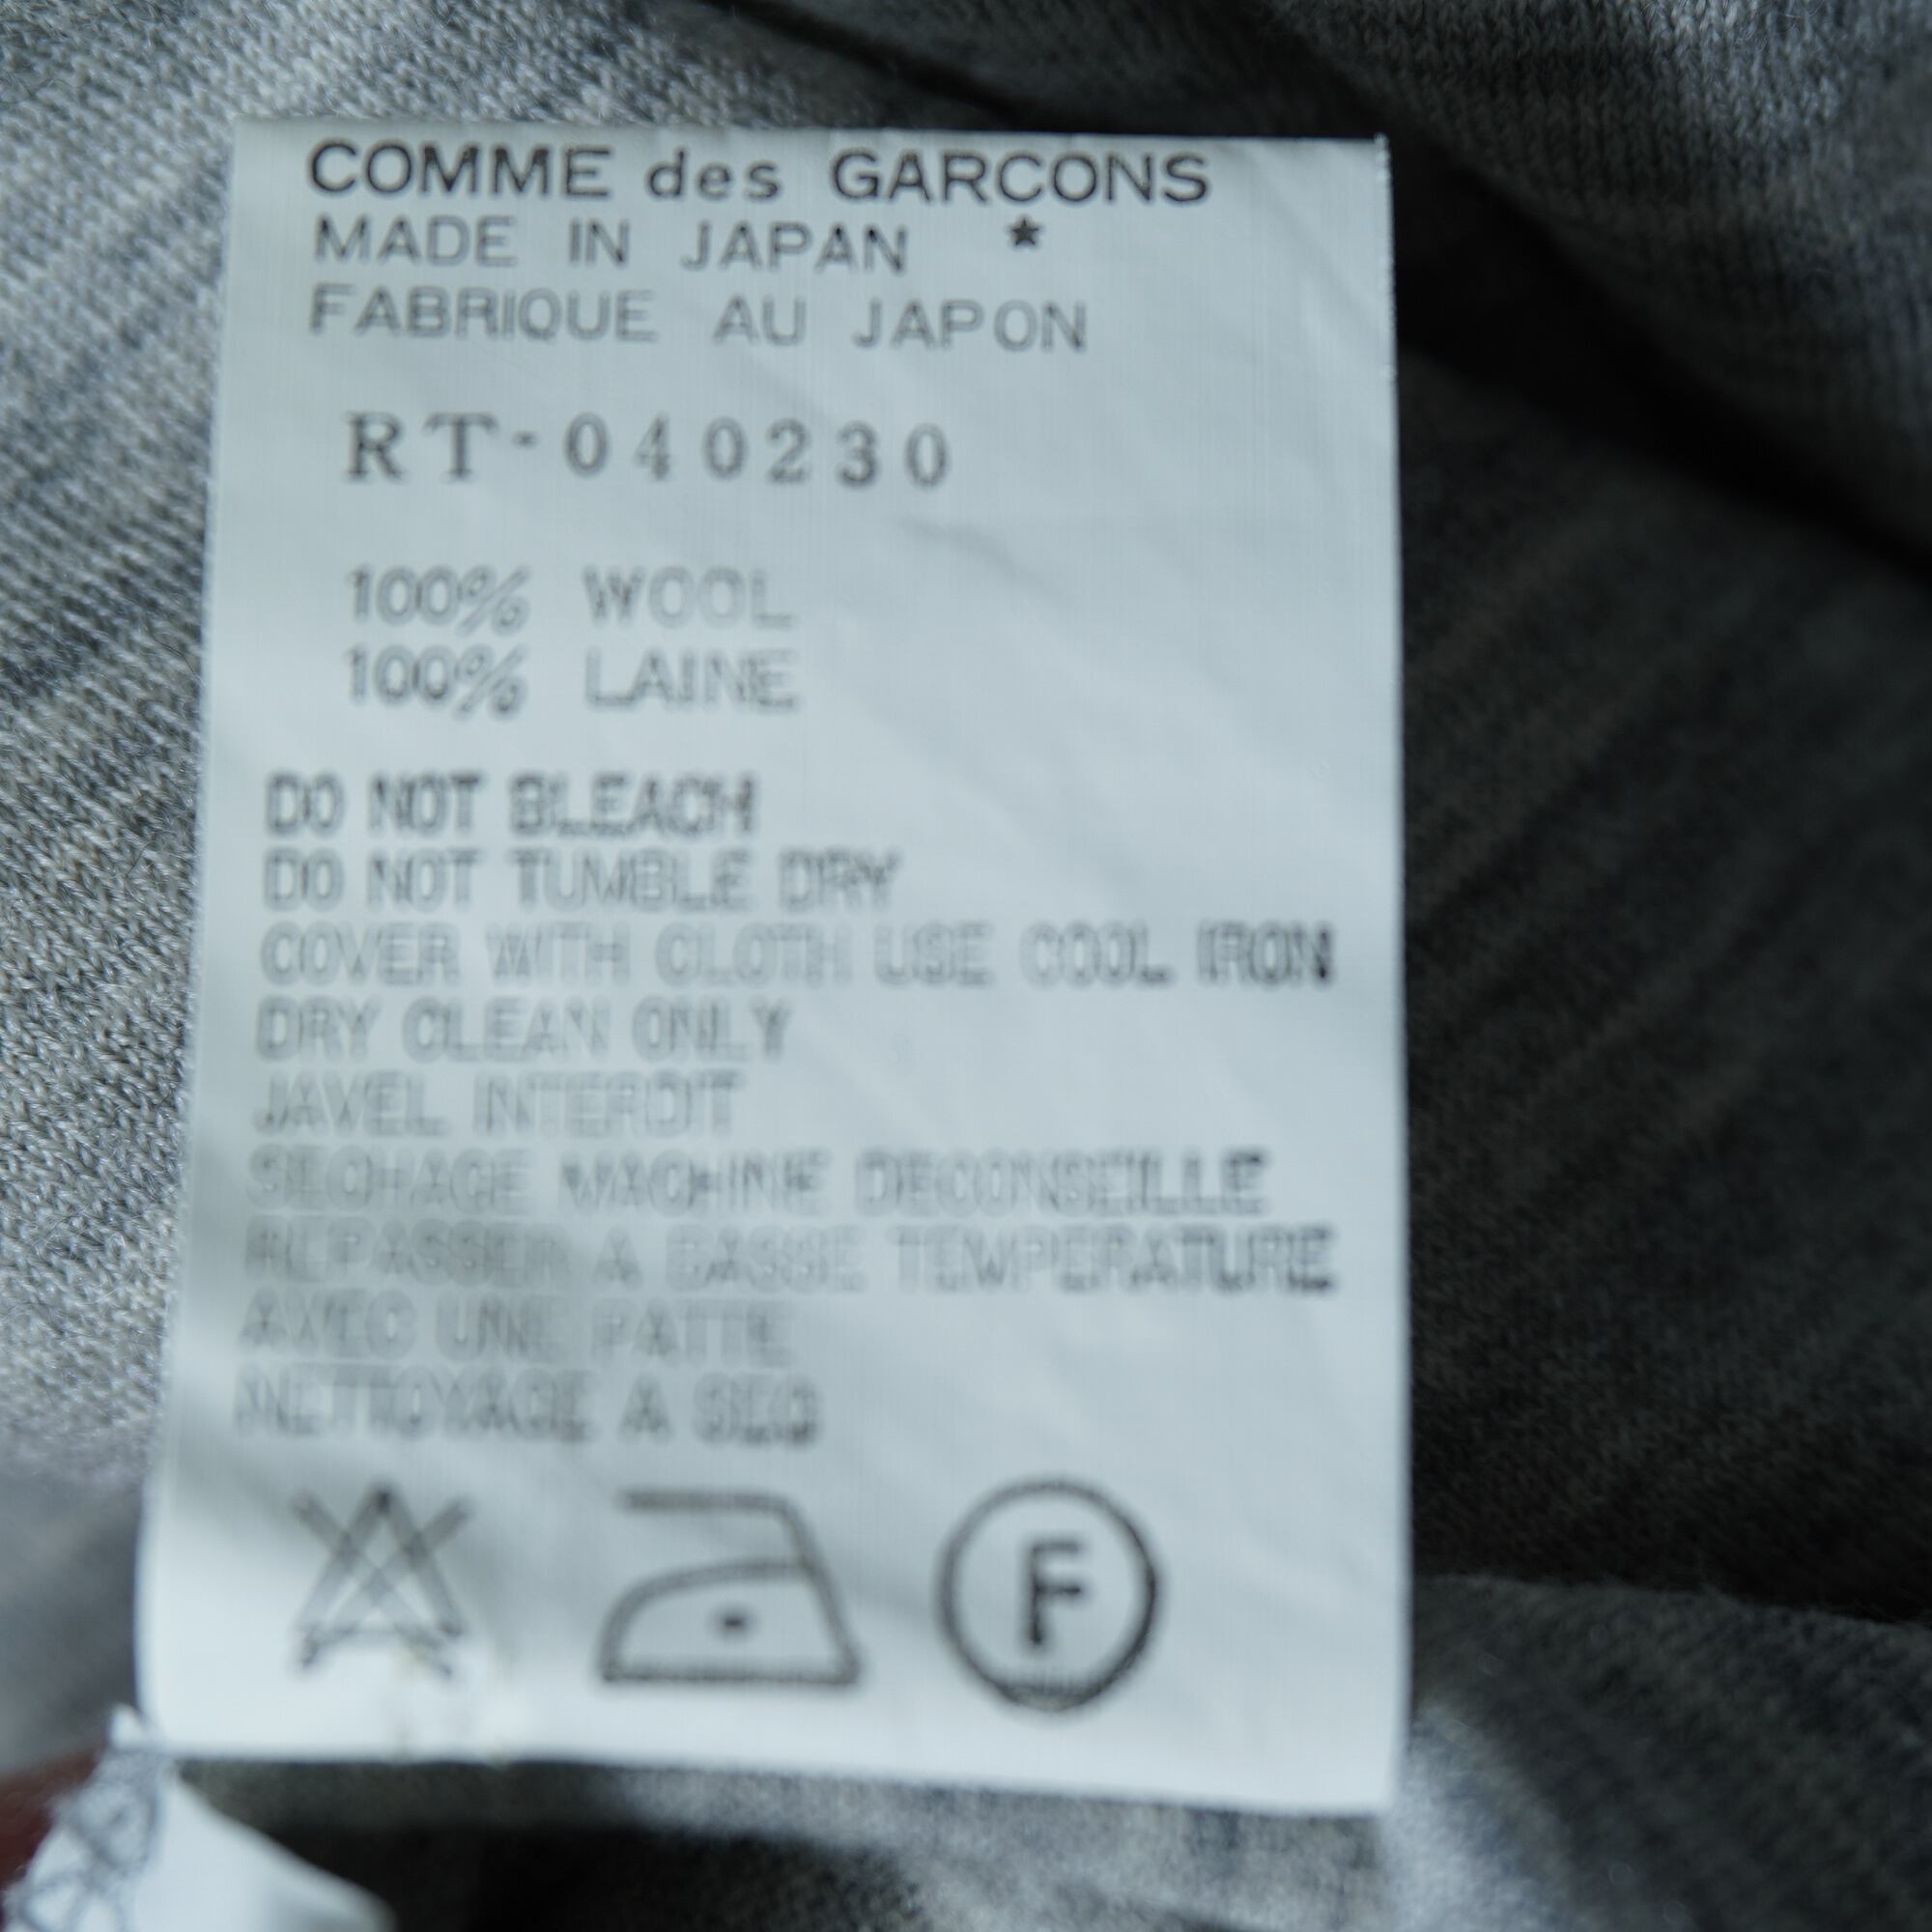 COMME des GARCONS
MADE IN JAPAN ★
FABRIQUE AU JAPON
RT-040230
100% WOOL
100% LAINE
DO NOT BLEACH
DO NOT TUMBLE DRY
COVER WITH CLOTH USE COOL IRON
DRY CLEAN ONLY
JAVEL INTERDIT
SECHAGE MACHINE DECONSEILLE
REPASSER A BASSE TEMPERATURE
AVEC UNE PATTE
NETTOYAGE A SEC
F